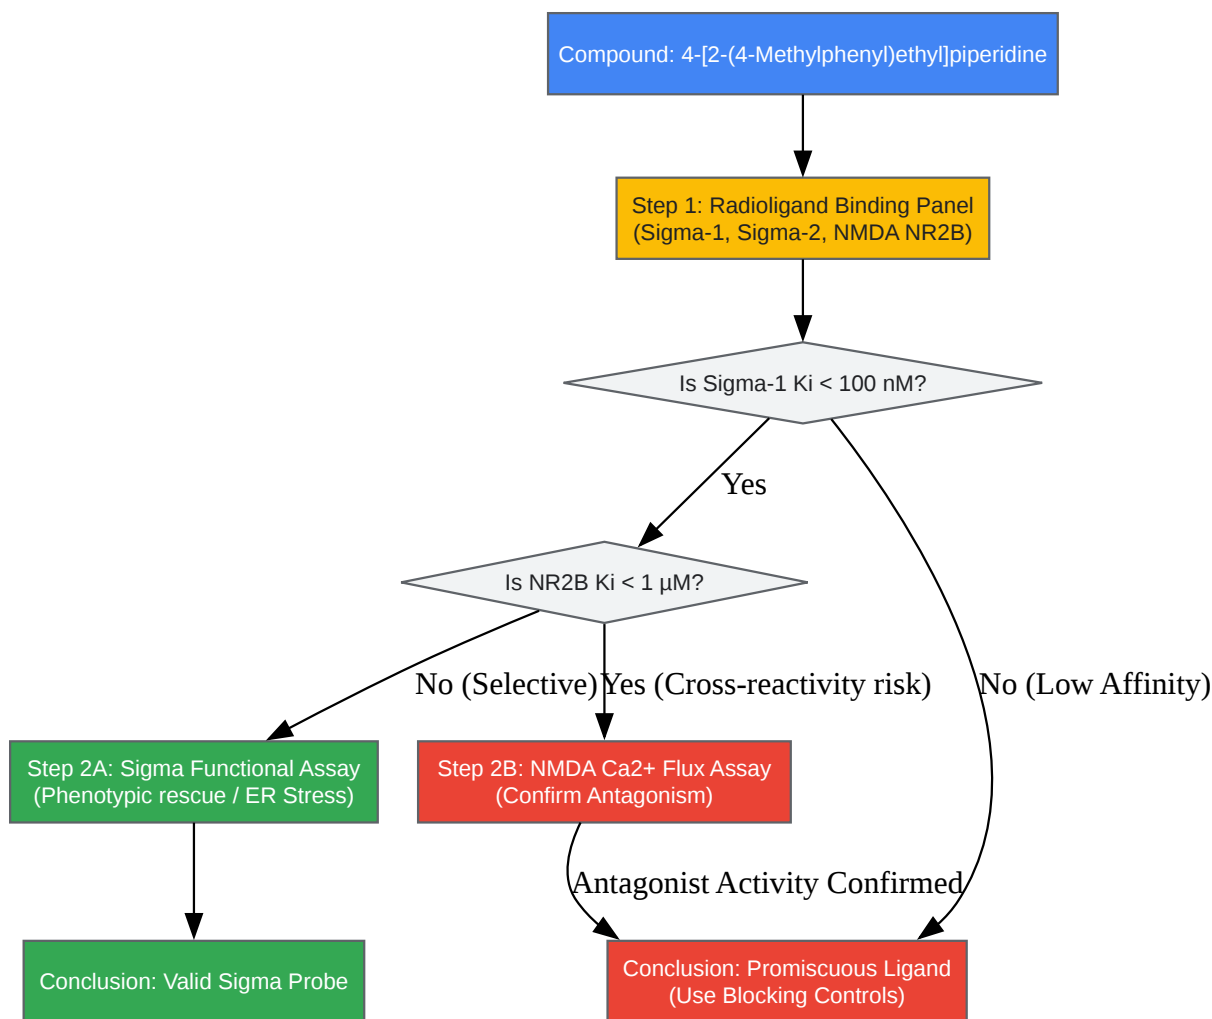 Compound: 4-[2-(4-Methylphenyl)ethyl]piperidine
Step 1: Radioligand Binding Panel
(Sigma-1, Sigma-2, NMDA NR2B)
Is Sigma-1 Ki < 100 nM?
Yes
Is NR2B Ki < 1 µM?
No (Selective)
Yes (Cross-reactivity risk)
No (Low Affinity)
Step 2A: Sigma Functional Assay
(Phenotypic rescue / ER Stress)
Step 2B: NMDA Ca2+ Flux Assay
(Confirm Antagonism)
Antagonist Activity Confirmed
Conclusion: Valid Sigma Probe
Conclusion: Promiscuous Ligand
(Use Blocking Controls)